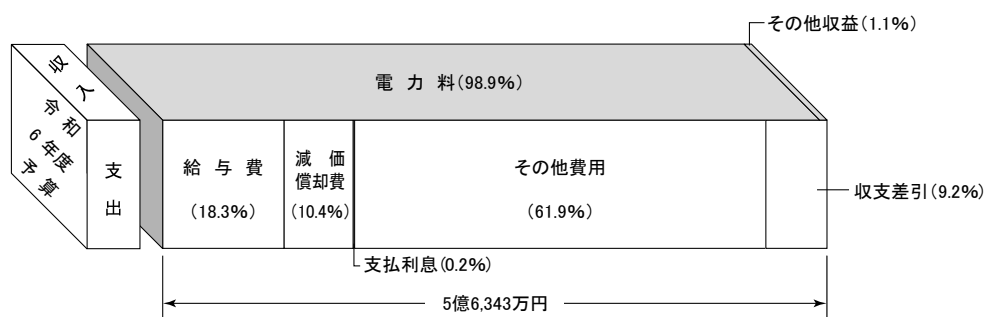 その他収益(1.1%)
電力料(98.9%)
収入
令和
6年度
予算
支出
給与費
(18.3%)
減価
償却費
(10.4%)
その他費用
(61.9%)
収支差引(9.2%)
支払利息(0.2%)
5億6,343万円